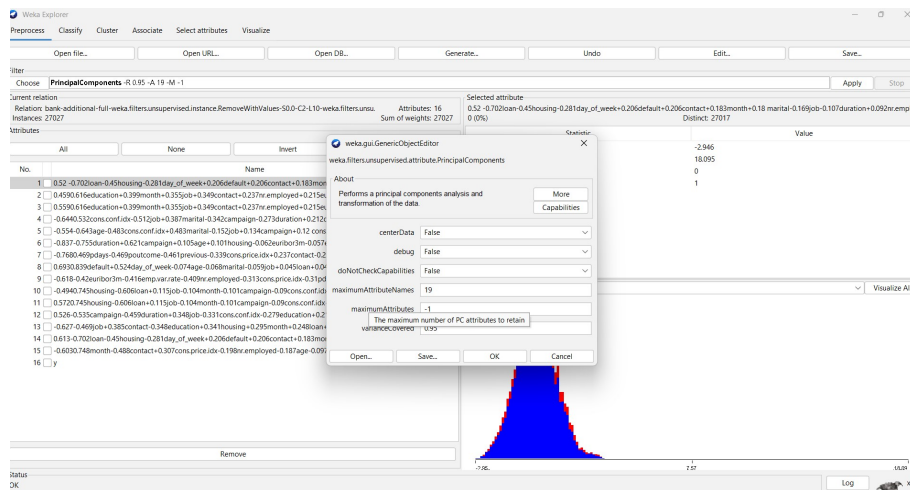 Weka Explorer
Preprocess Classify Cluster Associate Select attributes Visualize
Open file... Open URL... Open DB... Generate... Undo Edit... Save...
Filter
Choose PrincipalComponents -R 0.95 -A 19 -M -1 Apply Stop
Current relation
Relation: bank-additional-full-weka.filters.unsupervised.instance.RemoveWithValues-S0.0-C2-L10-weka.filters.unsu. Attributes: 16
Instances: 27027 Sum of weights: 27027
Selected attribute
0.52 -0.702loan-0.45housing-0.281day_of_week+0.206default+0.206contact+0.183month+0.18 marital-0.169job-0.107duration+0.092nr.emp
0 (0%) Distinct: 27017
Attributes
All None Invert
No. Name
1 0.52 -0.702loan-0.45housing-0.281day_of_week+0.206default+0.206contact+0.183mon
2 0.4590.616education+0.399month+0.355job+0.349contact+0.237nr.employed+0.215eu
3 0.5590.616education+0.399month+0.355job+0.349contact+0.237nr.employed+0.215eu
4 -0.6440.532cons.conf.idx-0.512job+0.387marital-0.342campaign-0.273duration+0.212c
5 -0.554-0.643age-0.483cons.conf.idx+0.483marital-0.152job+0.134campaign+0.12 cons
6 -0.837-0.755duration+0.621campaign+0.105age+0.101housing-0.062euribor3m-0.057
7 -0.7680.469pdays-0.469poutcome-0.461previous-0.339cons.price.idx+0.237contact-0.2
8 0.6930.839default+0.524day_of_week-0.074age-0.068marital-0.059job+0.045loan+0.04
9 -0.618-0.42euribor3m-0.416emp.var.rate-0.409nr.employed-0.313cons.price.idx-0.31pd
10 -0.4940.745housing-0.606loan+0.115job-0.104month-0.101campaign-0.09cons.conf.idx
11 0.5720.745housing-0.606loan+0.115job-0.104month-0.101campaign-0.09cons.conf.idx
12 0.526-0.535campaign-0.459duration+0.348job-0.331cons.conf.idx-0.279education+0.2
13 -0.627-0.469job+0.385contact-0.348education+0.341housing+0.295month+0.248loan+
14 0.613-0.702loan-0.45housing-0.281day_of_week+0.206default+0.206contact+0.183mo
15 -0.6030.748month-0.488contact+0.307cons.price.idx-0.198nr.employed-0.187age-0.097
16 y
Remove
Statistic Value
-2.946
18.095
0
1
weka.gui.GenericObjectEditor
weka.filters.unsupervised.attribute.PrincipalComponents
About
Performs a principal components analysis and
transformation of the data.
More
Capabilities
centerData False
debug False
doNotCheckCapabilities False
maximumAttributeNames 19
maximumAttributes -1
The maximum number of PC attributes to retain
varianceCovered 0.95
Open... Save... OK Cancel
Visualize Al
-2.95 7.57 18.09
Status
OK
Log x